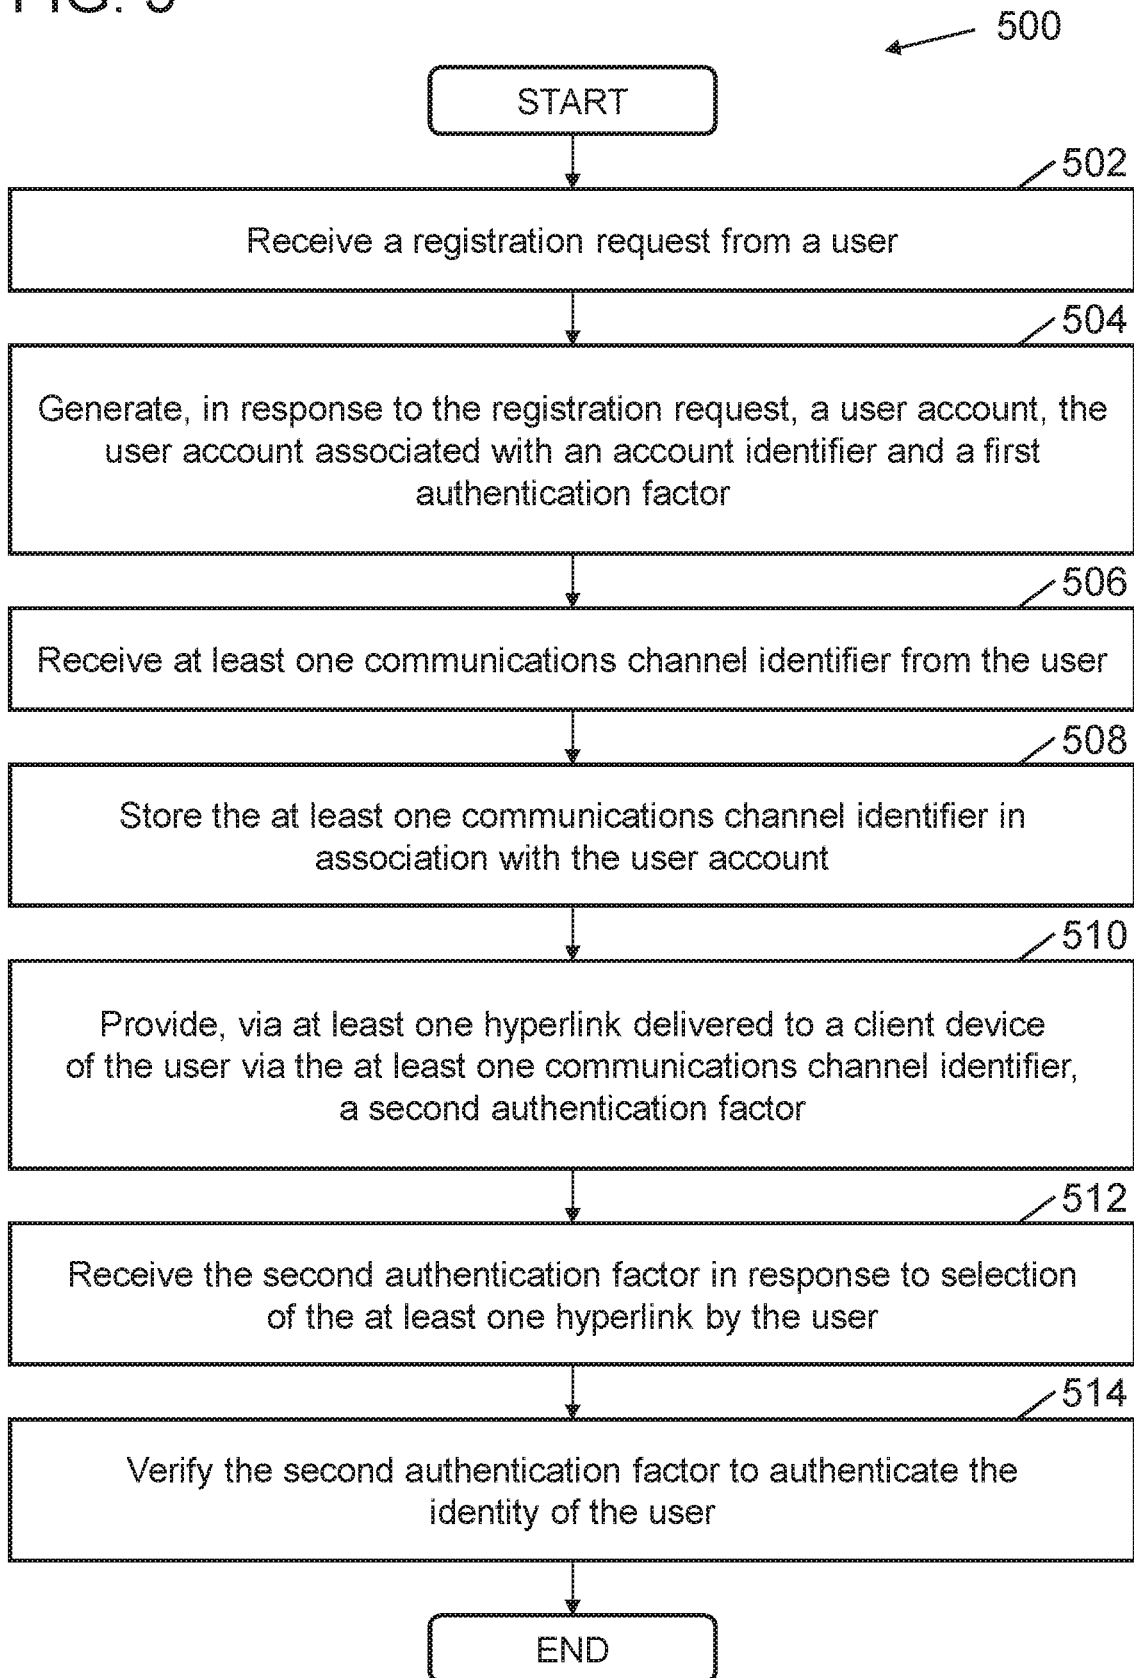 FIG. 5
500
START
502
Receive a registration request from a user
504
Generate, in response to the registration request, a user account, the
user account associated with an account identifier and a first
authentication factor
506
Receive at least one communications channel identifier from the user
508
Store the at least one communications channel identifier in
association with the user account
510
Provide, via at least one hyperlink delivered to a client device
of the user via the at least one communications channel identifier,
a second authentication factor
512
Receive the second authentication factor in response to selection
of the at least one hyperlink by the user
514
Verify the second authentication factor to authenticate the
identity of the user
END